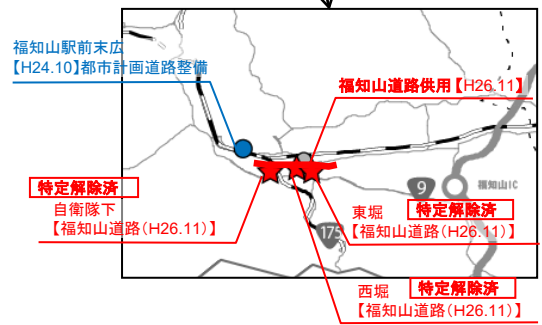 福知山駅前末広
【H24.10】都市計画道路整備
福知山道路供用【H26.11】
特定解除済
自衛隊下
【福知山道路(H26.11)】
9
福知山IC
175
東堀 特定解除済
【福知山道路(H26.11)】
西堀 特定解除済
【福知山道路(H26.11)】